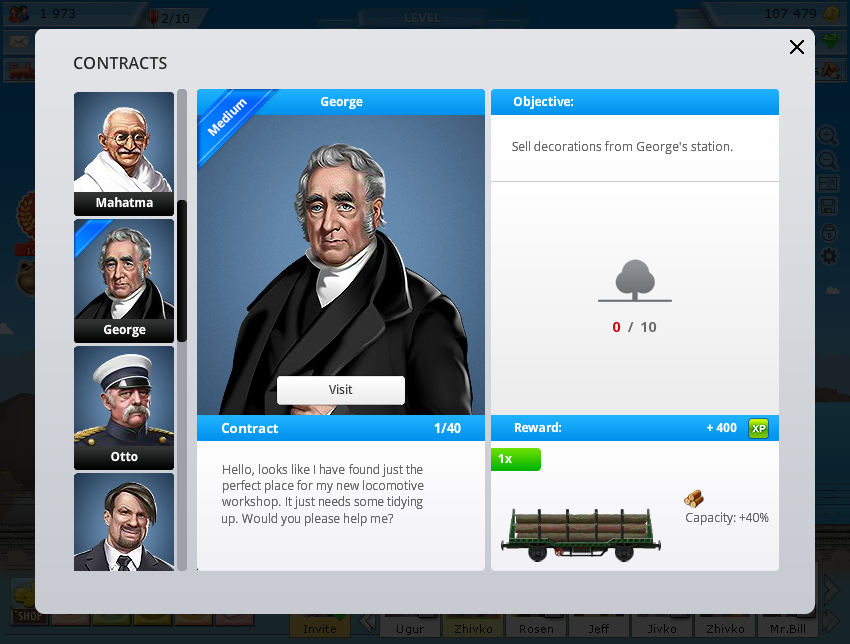 1 973
2/10
LEVEL
107 479
CONTRACTS
Mahatma
George
Otto
Medium
George
Visit
Contract 1/40
Hello, looks like I have found just the
perfect place for my new locomotive
workshop. It just needs some tidying
up. Would you please help me?
Objective:
Sell decorations from George's station.
0 / 10
Reward: + 400 XP
1x
Capacity: +40%
SHOP
Invite
Ugur
Zhivko
Rosen
Jeff
Jivko
Zhivko
Mr.Bill